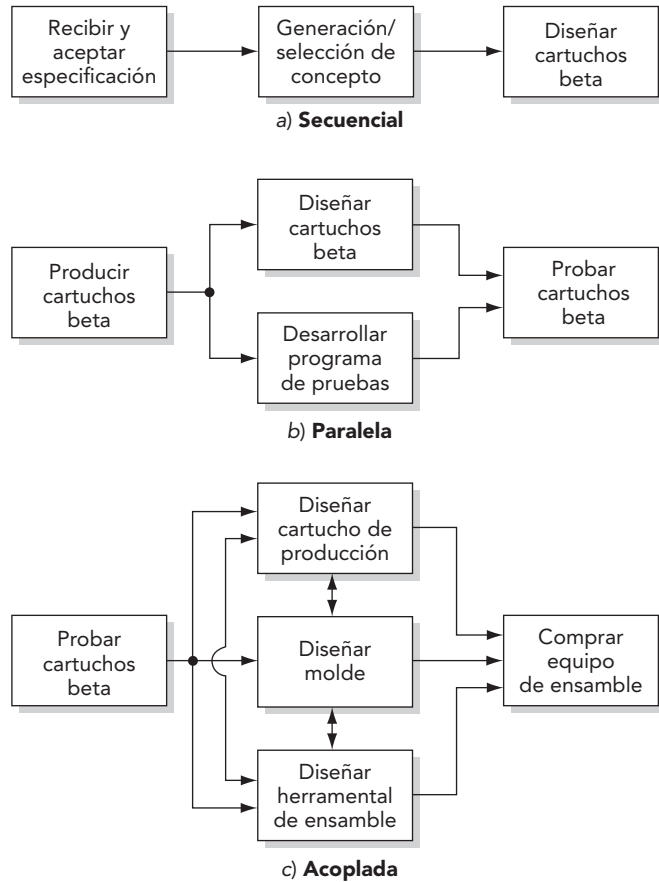 Recibir y
aceptar
especificación
Generación/
selección de
concepto
Diseñar
cartuchos
beta
a) Secuencial
Producir
cartuchos
beta
Diseñar
cartuchos
beta
Desarrollar
programa
de pruebas
Probar
cartuchos
beta
b) Paralela
Probar
cartuchos
beta
Diseñar
cartucho de
producción
Diseñar
molde
Diseñar
herramental
de ensamble
Comprar
equipo
de ensamble
c) Acoplada